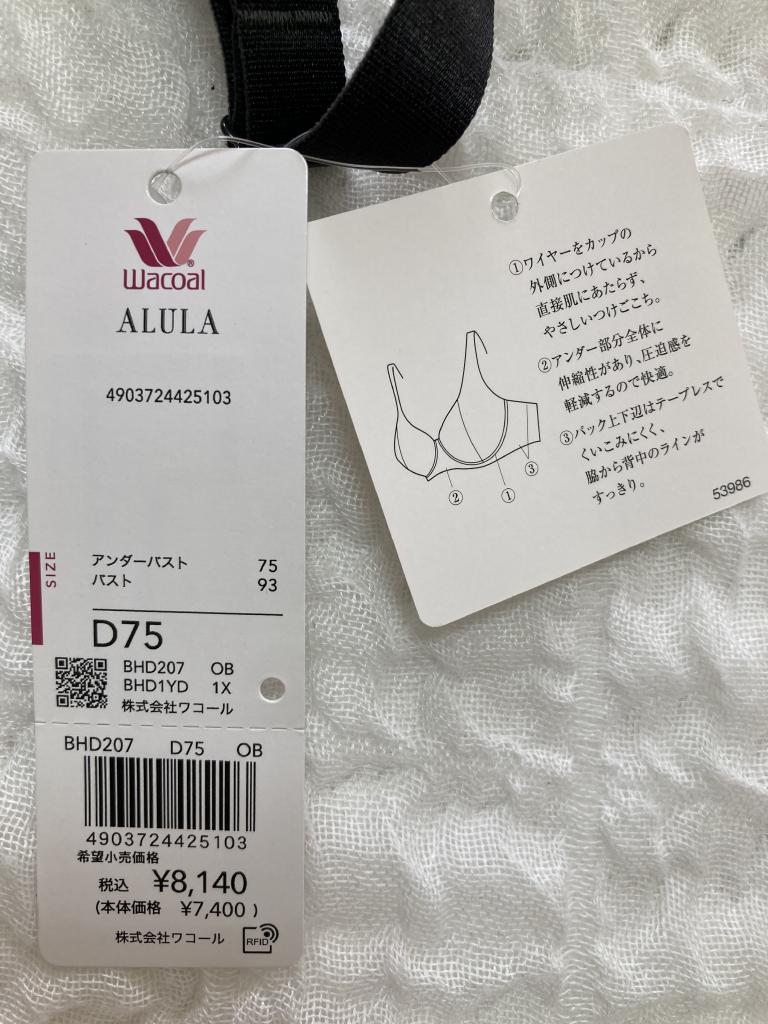 Wacoal
ALULA
4903724425103
SIZE
アンダーバスト 75
バスト 93
D75
BHD207 OB
BHD1YD 1X
株式会社ワコール
BHD207 D75 OB
4903724425103
希望小売価格
税込 ¥8,140
(本体価格 ¥7,400 )
株式会社ワコール
RFID
①ワイヤーをカップの
外側につけているから
直接肌にあたらず、
やさしいつけごこち。
②アンダー部分全体に
伸縮性があり、圧迫感を
軽減するので快適。
③バック上下辺はテープレスで
くいこみにくく、
脇から背中のラインが
すっきり。
② ① ③
53986